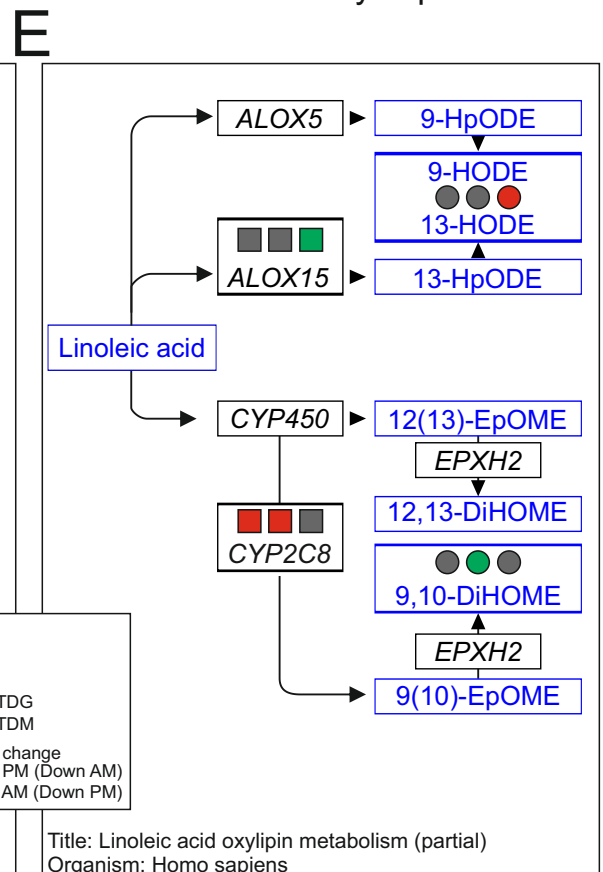 E
ALOX5
9-HpODE
9-HODE
13-HODE
ALOX15
13-HpODE
Linoleic acid
CYP450
12(13)-EpOME
EPXH2
12,13-DiHOME
CYP2C8
9,10-DiHOME
EPXH2
9(10)-EpOME
TDG
TDM
change
PM (Down AM)
AM (Down PM)
Title: Linoleic acid oxylipin metabolism (partial)
Organism: Homo sapiens